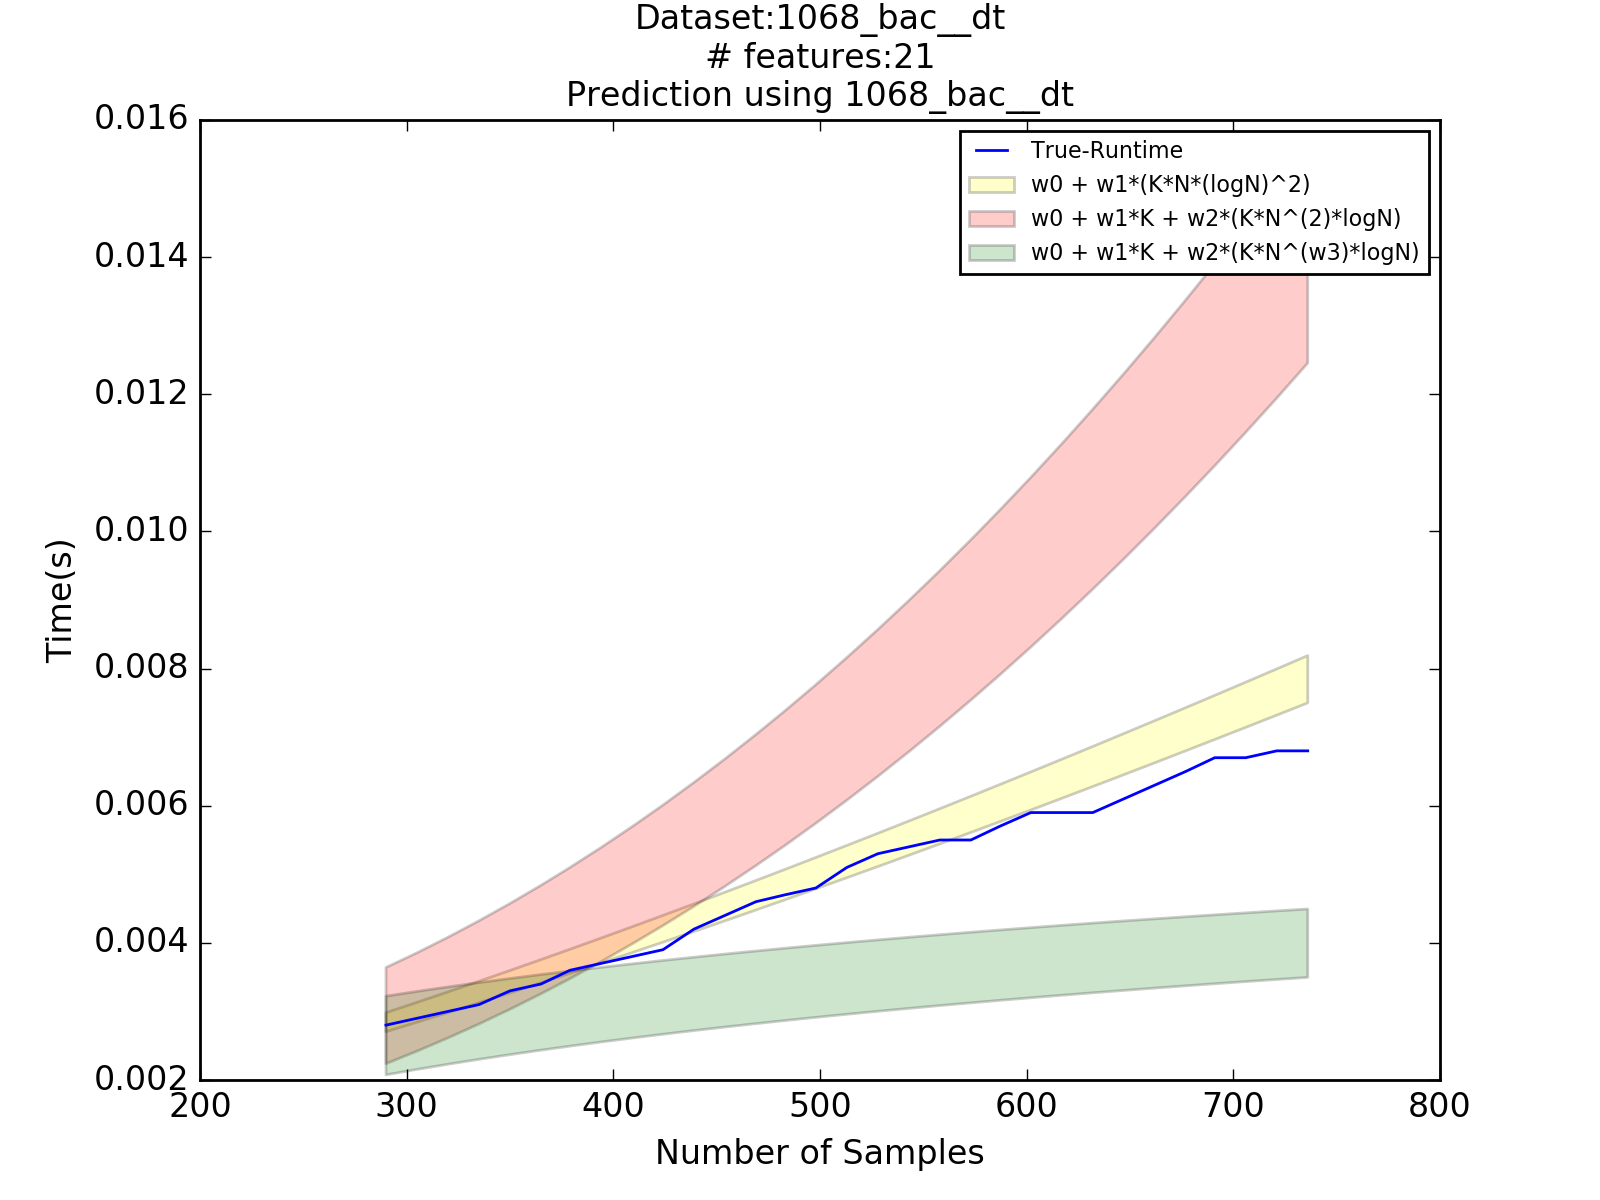 Dataset:1068_bac__dt
# features:21
Prediction using 1068_bac__dt
0.016
0.014
0.012
0.010
0.008
0.006
0.004
0.002
Time(s)
True-Runtime
w0 + w1*(K*N*(logN)^2)
w0 + w1*K + w2*(K*N^(2)*logN)
w0 + w1*K + w2*(K*N^(w3)*logN)
200 300 400 500 600 700 800
Number of Samples